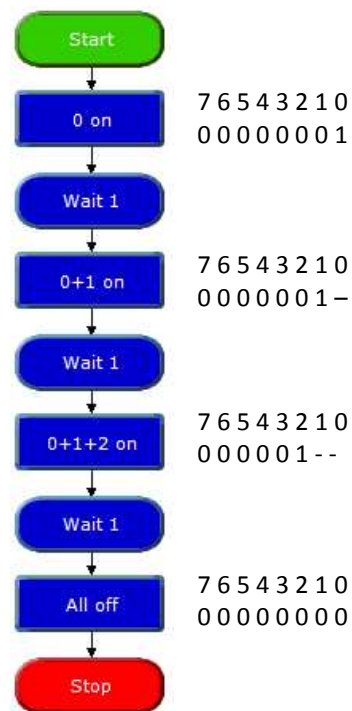 Start
0 on
7 6 5 4 3 2 1 0
0 0 0 0 0 0 0 1
Wait 1
0+1 on
7 6 5 4 3 2 1 0
0 0 0 0 0 0 1 –
Wait 1
0+1+2 on
7 6 5 4 3 2 1 0
0 0 0 0 0 1 - -
Wait 1
All off
7 6 5 4 3 2 1 0
0 0 0 0 0 0 0 0
Stop